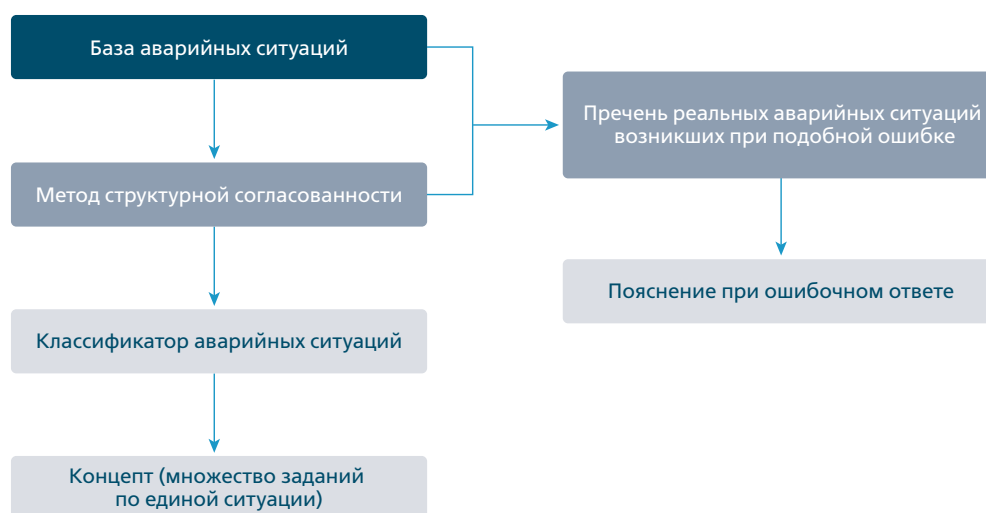 База аварийных ситуаций
Пречень реальных аварийных ситуаций
возникших при подобной ошибке
Метод структурной согласованности
Пояснение при ошибочном ответе
Классификатор аварийных ситуаций
Концепт (множество заданий
по единой ситуации)